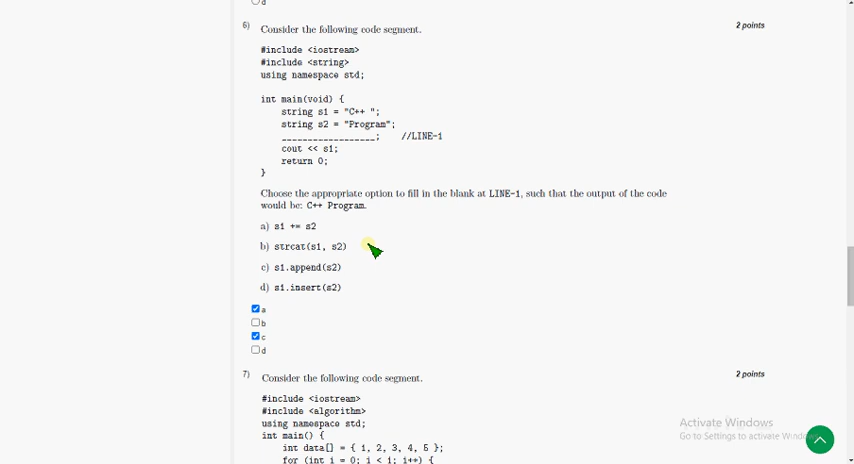 d
6) Consider the following code segment. 2 points
#include <iostream>
#include <string>
using namespace std;
int main(void) {
string s1 = "C++ ";
string s2 = "Program";
__________________; //LINE-1
cout << s1;
return 0;
}
Choose the appropriate option to fill in the blank at LINE-1, such that the output of the code
would be: C++ Program.
a) s1 += s2
b) strcat(s1, s2)
c) s1.append(s2)
d) s1.insert(s2)
a
b
c
d
7) Consider the following code segment. 2 points
#include <iostream>
#include <algorithm>
using namespace std;
int main() {
int data[] = { 1, 2, 3, 4, 5 };
for (int i = 0; i < 1; i++) {
Activate Windows
Go to Settings to activate Windows